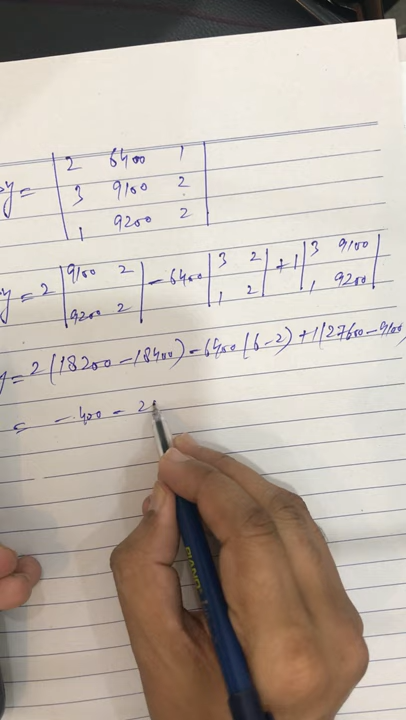 y = | 2 6400 1 |
| 3 9100 2 |
| 1 9200 2 |
y = 2 | 9100 2 | - 6400 | 3 2 | + 1 | 3 9100 |
| 9200 2 | | 1 2 | | 1 9200 |
y = 2 (18200 - 18400) - 6400 (6 - 2) + 1 (27600 - 9100
= - 400 - 2